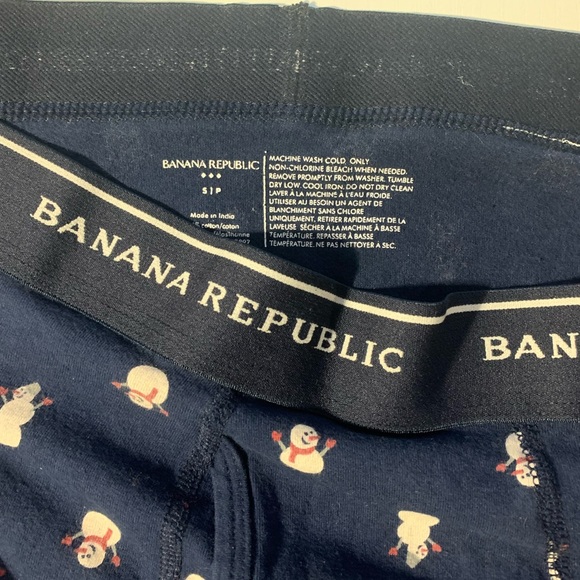 BANANA REPUBLIC
S | P
Made in India
cotton/coton
MACHINE WASH COLD ONLY
NON-CHLORINE BLEACH WHEN NEEDED.
REMOVE PROMPTLY FROM WASHER. TUMBLE
DRY LOW. COOL IRON. DO NOT DRY CLEAN
LAVER À LA MACHINE À L'EAU FROIDE.
UTILISER AU BESOIN UN AGENT DE
BLANCHIMENT SANS CHLORE
UNIQUEMENT, RETIRER RAPIDEMENT DE LA
LAVEUSE SÉCHER À LA MACHINE À BASSE
TEMPÉRATURE. REPASSER À BASSE
TEMPÉRATURE. NE PAS NETTOYER À SEC.
BANANA REPUBLIC
BAN